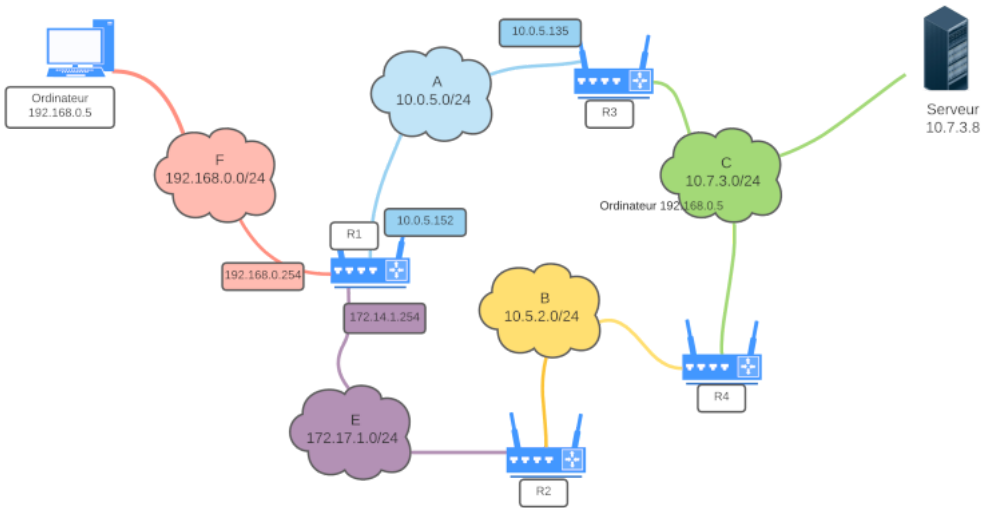 Ordinateur
192.168.0.5
F
192.168.0.0/24
192.168.0.254
R1
A
10.0.5.0/24
10.0.5.135
R3
10.0.5.152
172.14.1.254
E
172.17.1.0/24
R2
B
10.5.2.0/24
R4
C
10.7.3.0/24
Ordinateur 192.168.0.5
Serveur
10.7.3.8